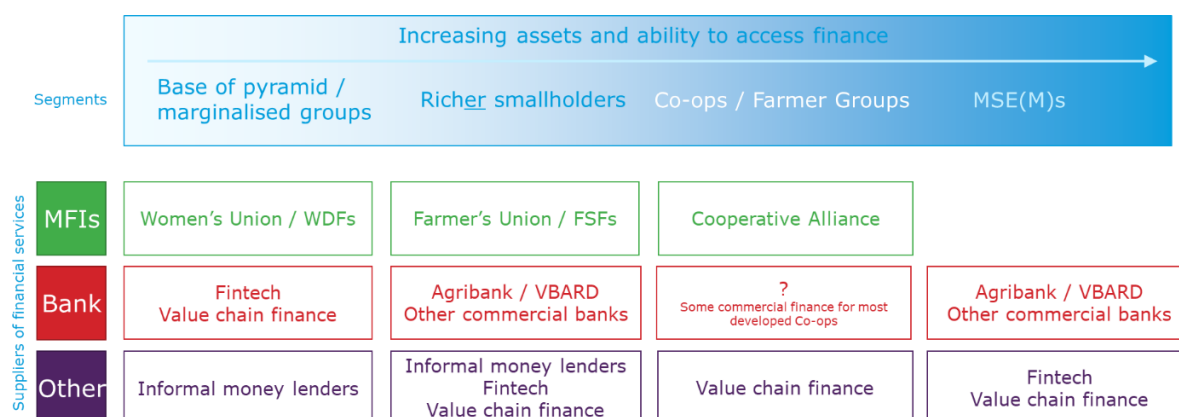 Increasing assets and ability to access finance
Segments
Base of pyramid /
marginalised groups
Richer smallholders
Co-ops / Farmer Groups
MSE(M)s
Suppliers of financial services
MFIs
Women's Union / WDFs
Farmer's Union / FSFs
Cooperative Alliance
Bank
Fintech
Value chain finance
Agribank / VBARD
Other commercial banks
?
Some commercial finance for most
developed Co-ops
Agribank / VBARD
Other commercial banks
Other
Informal money lenders
Informal money lenders
Fintech
Value chain finance
Value chain finance
Fintech
Value chain finance